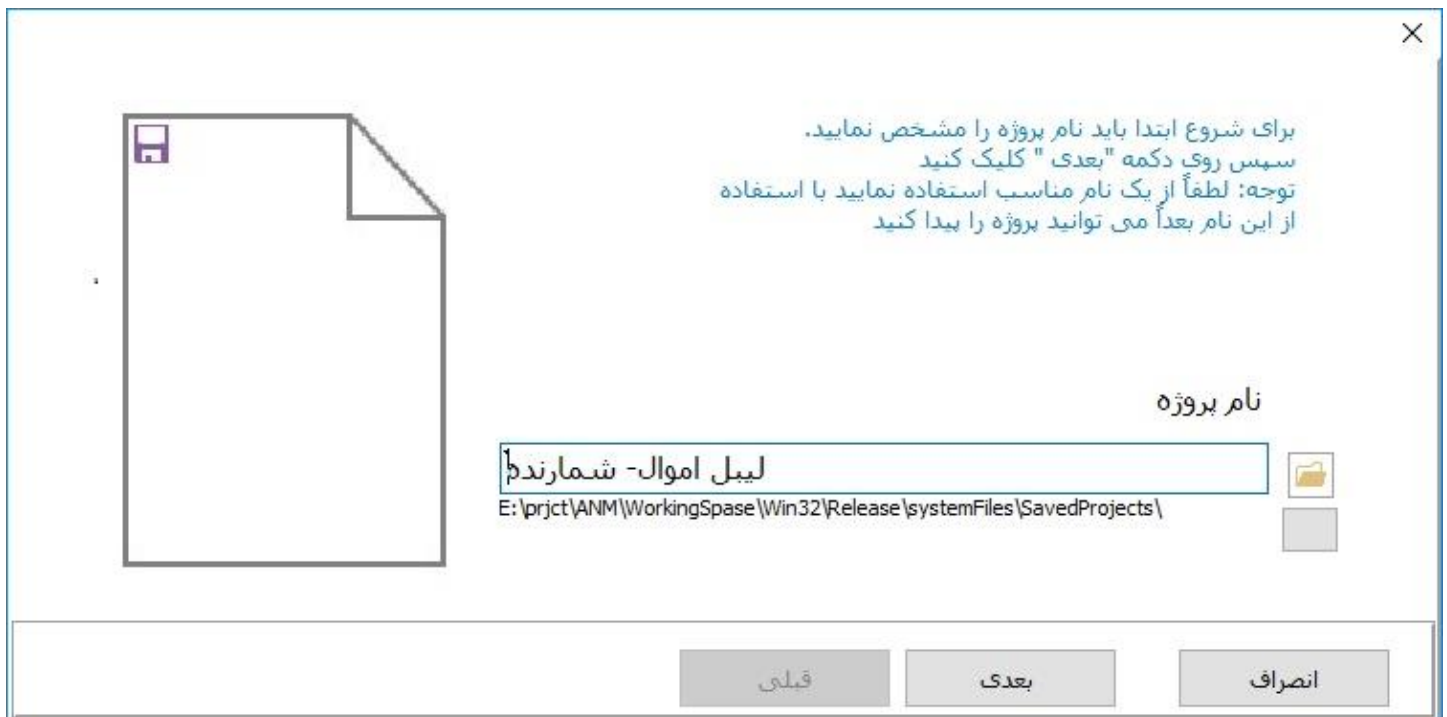 برای شروع ابتدا باید نام پروژه را مشخص نمایید.
سپس روی دکمه "بعدی " کلیک کنید
توجه: لطفاً از یک نام مناسب استفاده نمایید با استفاده
از این نام بعداً می توانید پروژه را پیدا کنید
نام پروژه
لیبل اموال- شمارنده
E:\prjct\ANM\WorkingSpase\Win32\Release\systemFiles\SavedProjects\
انصراف
بعدی
قبلی